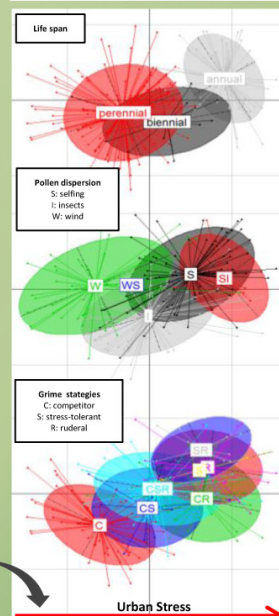 Life span
annual
perennial
biennial
Pollen dispersion
S: selfing
I: insects
W: wind
S
SI
W
WS
I
Grime stategies
C: competitor
S: stress-tolerant
R: ruderal
SR
R
CSR
CR
CS
C
Urban Stress